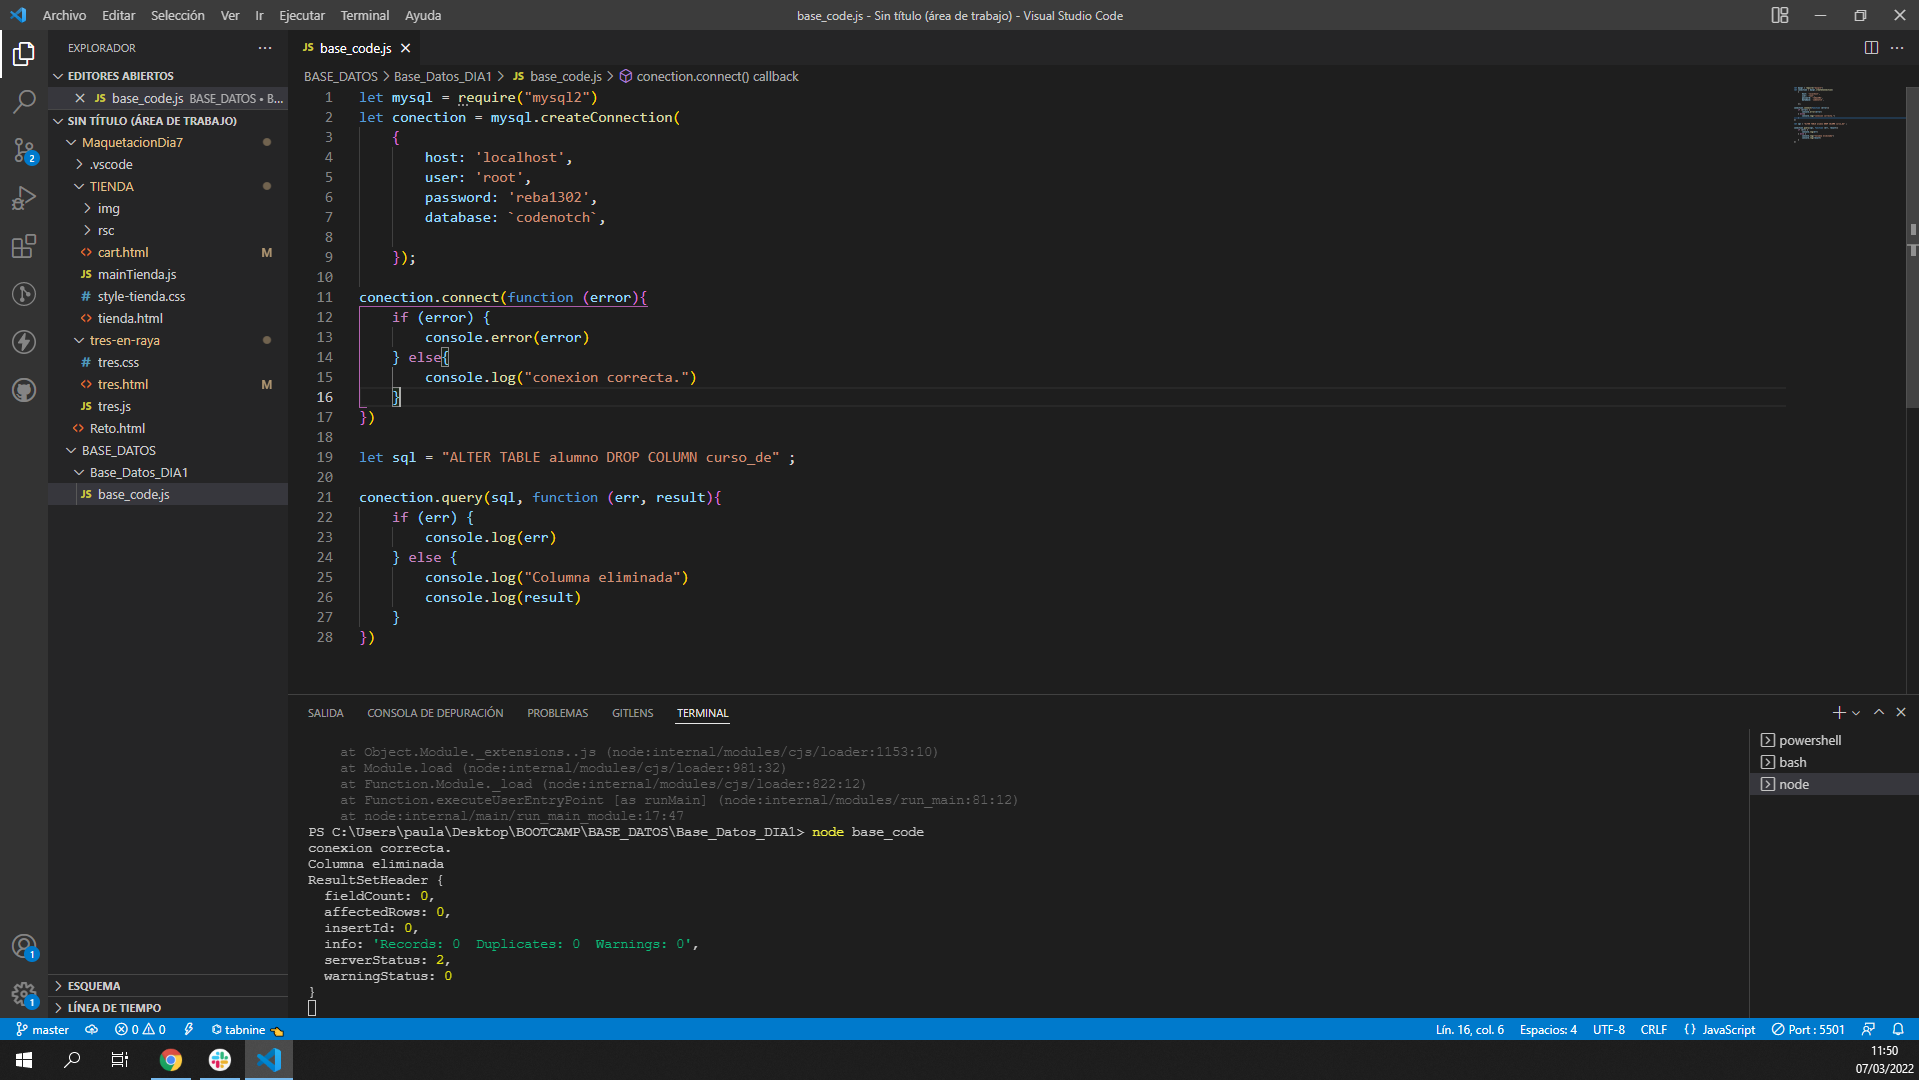 Archivo Editar Selección Ver Ir Ejecutar Terminal Ayuda
base_code.js - Sin título (área de trabajo) - Visual Studio Code
EXPLORADOR
EDITORES ABIERTOS
JS base_code.js BASE_DATOS • B...
SIN TÍTULO (ÁREA DE TRABAJO)
MaquetacionDia7
.vscode
TIENDA
img
rsc
cart.html M
JS mainTienda.js
# style-tienda.css
tienda.html
tres-en-raya
# tres.css
tres.html M
JS tres.js
Reto.html
BASE_DATOS
Base_Datos_DIA1
JS base_code.js
ESQUEMA
LÍNEA DE TIEMPO
2
1
1
JS base_code.js
BASE_DATOS > Base_Datos_DIA1 > JS base_code.js > conection.connect() callback
1 let mysql = require("mysql2")
2 let conection = mysql.createConnection(
3 {
4 host: 'localhost',
5 user: 'root',
6 password: 'reba1302',
7 database: `codenotch`,
8
9 });
10
11 conection.connect(function (error){
12 if (error) {
13 console.error(error)
14 } else{
15 console.log("conexion correcta.")
16 }
17 })
18
19 let sql = "ALTER TABLE alumno DROP COLUMN curso_de" ;
20
21 conection.query(sql, function (err, result){
22 if (err) {
23 console.log(err)
24 } else {
25 console.log("Columna eliminada")
26 console.log(result)
27 }
28 })
SALIDA CONSOLA DE DEPURACIÓN PROBLEMAS GITLENS TERMINAL
at Object.Module._extensions..js (node:internal/modules/cjs/loader:1153:10)
at Module.load (node:internal/modules/cjs/loader:981:32)
at Function.Module._load (node:internal/modules/cjs/loader:822:12)
at Function.executeUserEntryPoint [as runMain] (node:internal/modules/run_main:81:12)
at node:internal/main/run_main_module:17:47
PS C:\Users\paula\Desktop\BOOTCAMP\BASE_DATOS\Base_Datos_DIA1> node base_code
conexion correcta.
Columna eliminada
ResultSetHeader {
fieldCount: 0,
affectedRows: 0,
insertId: 0,
info: 'Records: 0  Duplicates: 0  Warnings: 0',
serverStatus: 2,
warningStatus: 0
}
powershell
bash
node
master 0 0 tabnine
Lín. 16, col. 6 Espacios: 4 UTF-8 CRLF {} JavaScript Port : 5501
11:50
07/03/2022